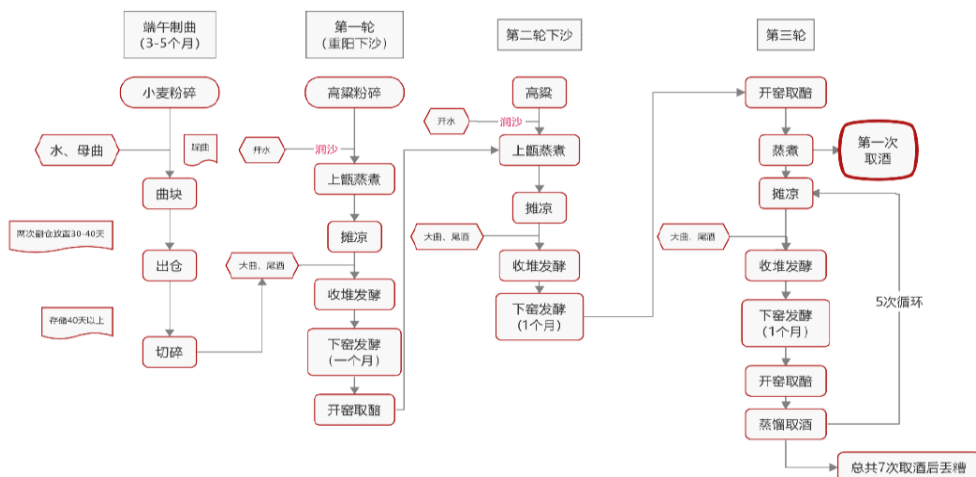 端午制曲
(3-5个月)
小麦粉碎
水、母曲
踩曲
曲块
两次翻仓放置30-40天
出仓
存储40天以上
切碎
第一轮
(重阳下沙)
高粱粉碎
开水
润沙
上甑蒸煮
摊凉
大曲、尾酒
收堆发酵
下窖发酵
(一个月)
开窖取醅
第二轮下沙
高粱
开水
润沙
上甑蒸煮
摊凉
大曲、尾酒
收堆发酵
下窖发酵
(1个月)
第三轮
开窖取醅
蒸煮
第一次
取酒
摊凉
大曲、尾酒
收堆发酵
下窖发酵
(1个月)
开窖取醅
蒸馏取酒
5次循环
总共7次取酒后丢糟